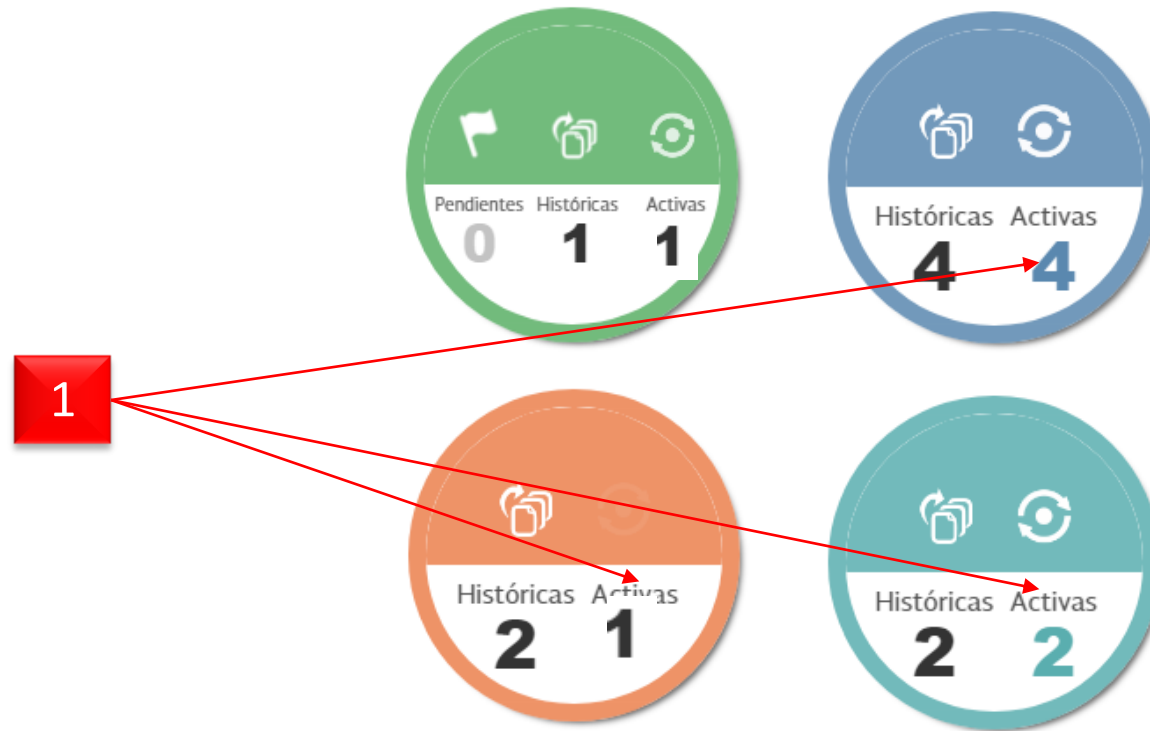 Pendientes Históricas Activas
0 1 1
Históricas Activas
4 4
1
Históricas Activas
2 1
Históricas Activas
2 2